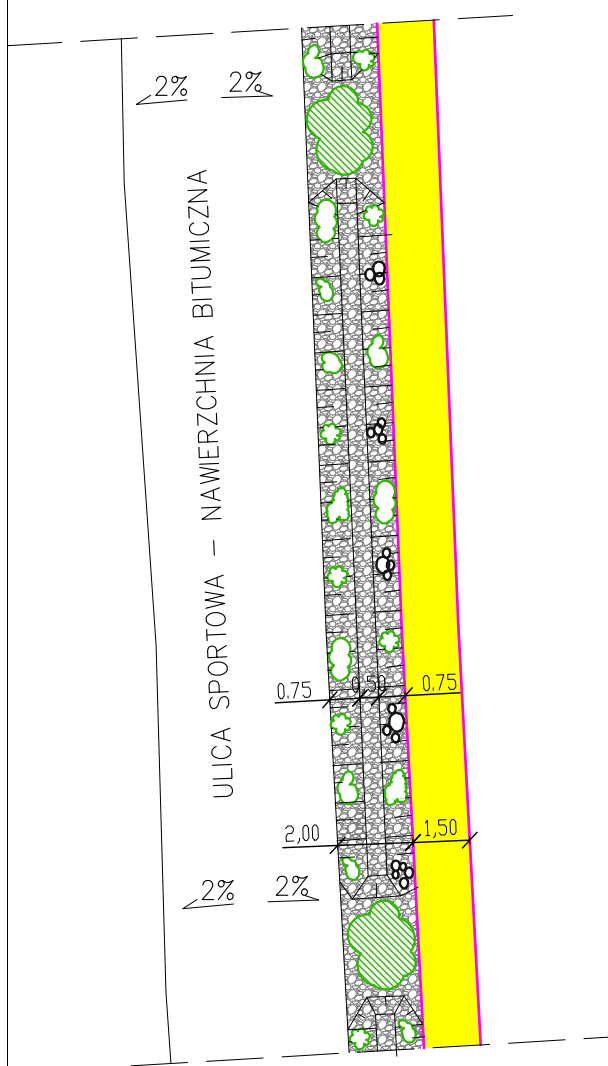 2% 2%
ULICA SPORTOWA – NAWIERZCHNIA BITUMICZNA
0.75 0.50 0.75
2,00 1,50
2% 2%